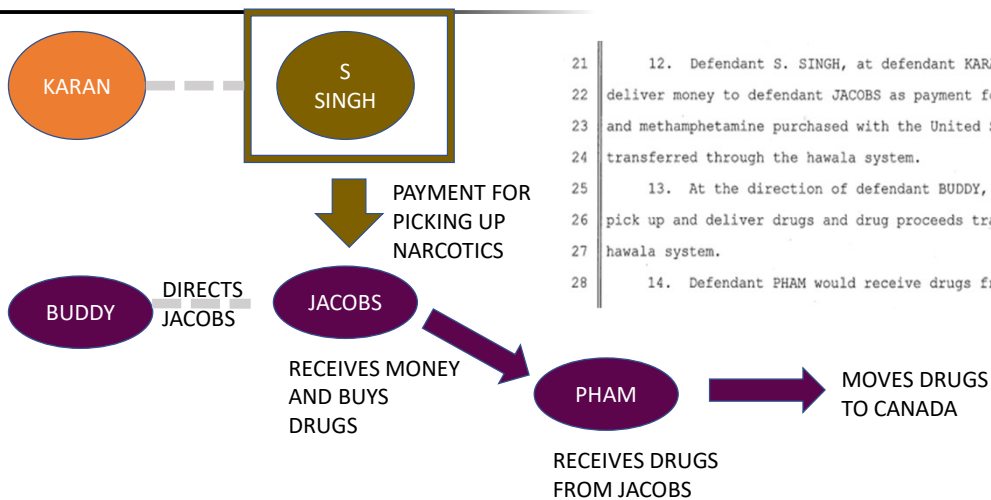 KARAN
S
SINGH
21 12. Defendant S. SINGH, at defendant
22 deliver money to defendant JACOBS as payment
23 and methamphetamine purchased with the United
24 transferred through the hawala system.
25 13. At the direction of defendant BUDDY,
26 pick up and deliver drugs and drug proceeds
27 hawala system.
28 14. Defendant PHAM would receive drugs
PAYMENT FOR
PICKING UP
NARCOTICS
BUDDY
DIRECTS
JACOBS
JACOBS
RECEIVES MONEY
AND BUYS
DRUGS
PHAM
MOVES DRUGS
TO CANADA
RECEIVES DRUGS
FROM JACOBS